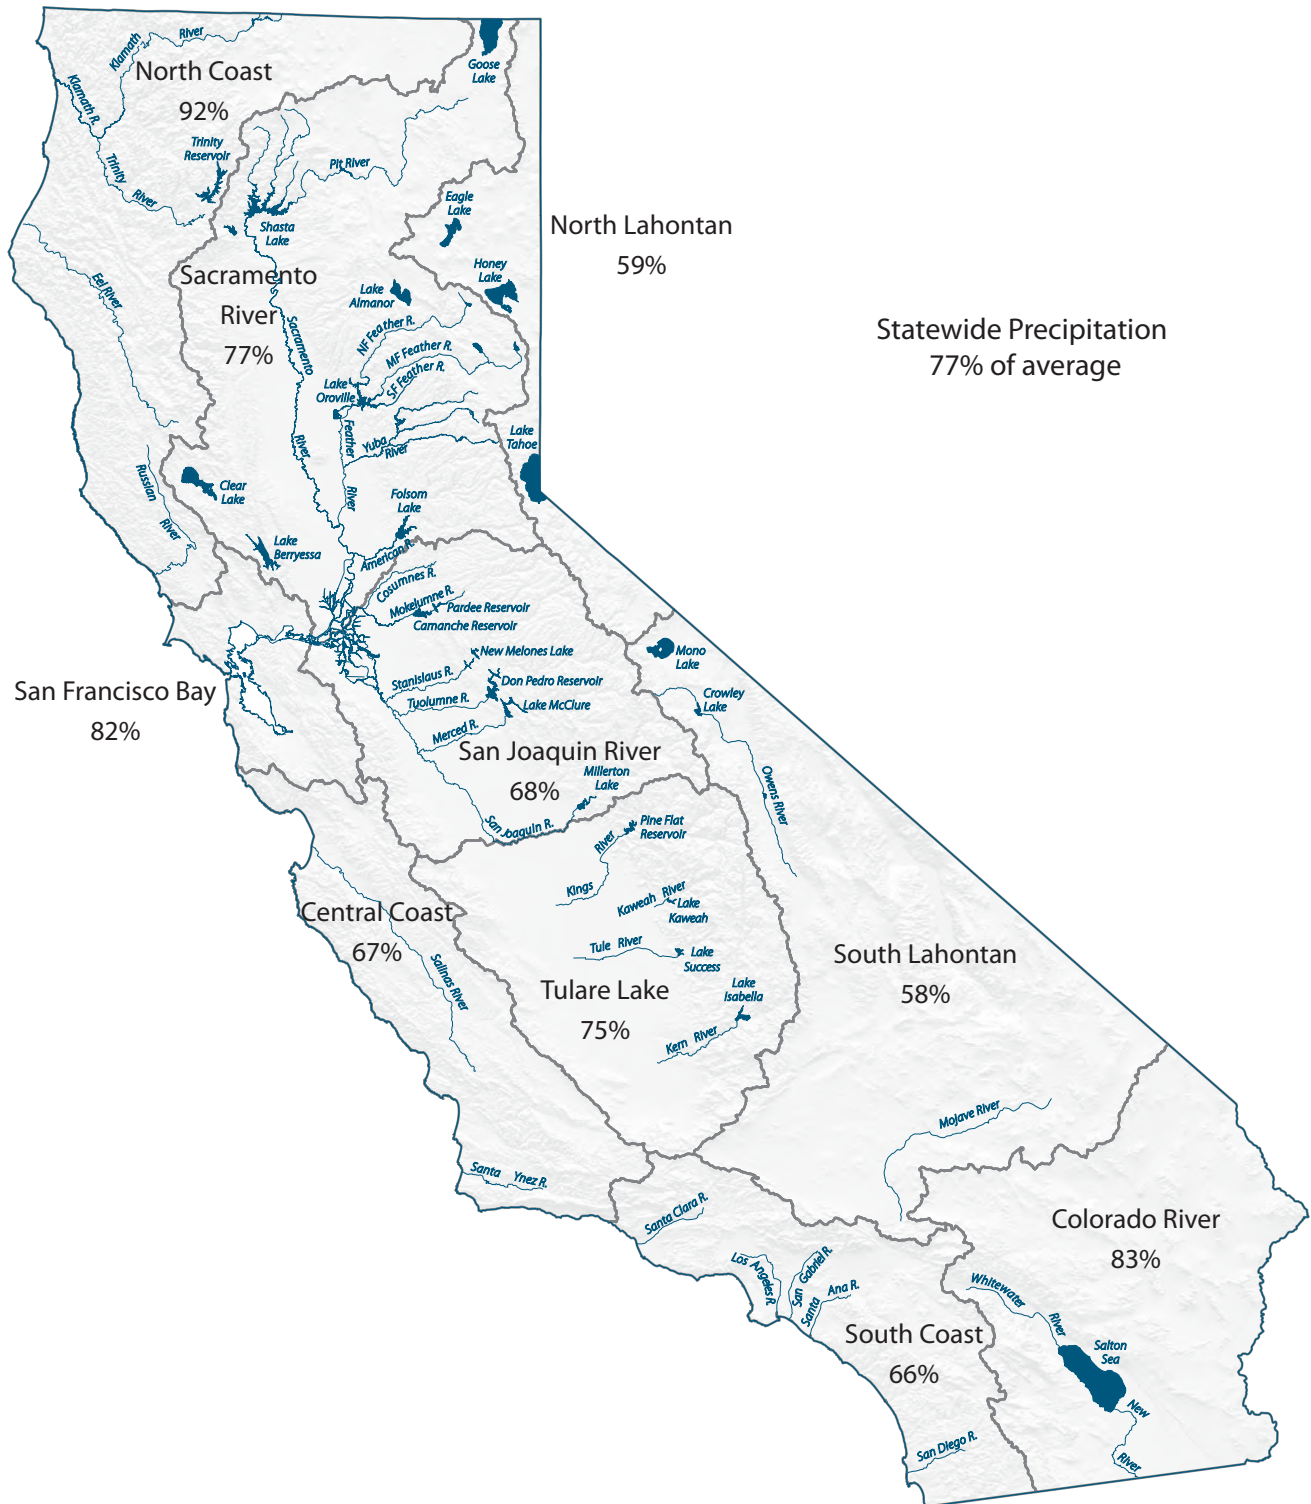 Klamath
River
Goose
Lake
North Coast
92%
Klamath R.
Trinity
Reservoir
Trinity
River
Pit River
Eagle
Lake
North Lahontan
59%
Shasta
Lake
Sacramento
River
77%
Eel River
Honey
Lake
Lake
Almanor
Statewide Precipitation
77% of average
Sacramento
River
NF Feather R.
MF Feather R.
SF Feather R.
Lake
Oroville
Feather
River
Yuba
River
Lake
Tahoe
Russian
River
Clear
Lake
Folsom
Lake
Lake
Berryessa
American R.
Cosumnes R.
Mokelumne R.
Pardee Reservoir
Camanche Reservoir
New Melones Lake
Mono
Lake
Stanislaus R.
Don Pedro Reservoir
San Francisco Bay
82%
Tuolumne R.
Lake McClure
Crowley
Lake
Merced R.
San Joaquin River
68%
Millerton
Lake
Owens River
San Joaquin R.
Pine Flat
Reservoir
Kings
River
Kaweah River
Lake
Kaweah
Central Coast
67%
Salinas River
Tule River
Lake
Success
South Lahontan
58%
Tulare Lake
75%
Lake
Isabella
Kern River
Mojave River
Santa Ynez R.
Santa Clara R.
Colorado River
83%
Los Angeles R.
San Gabriel R.
Santa Ana R.
Whitewater
River
South Coast
66%
Salton
Sea
New
River
San Diego R.